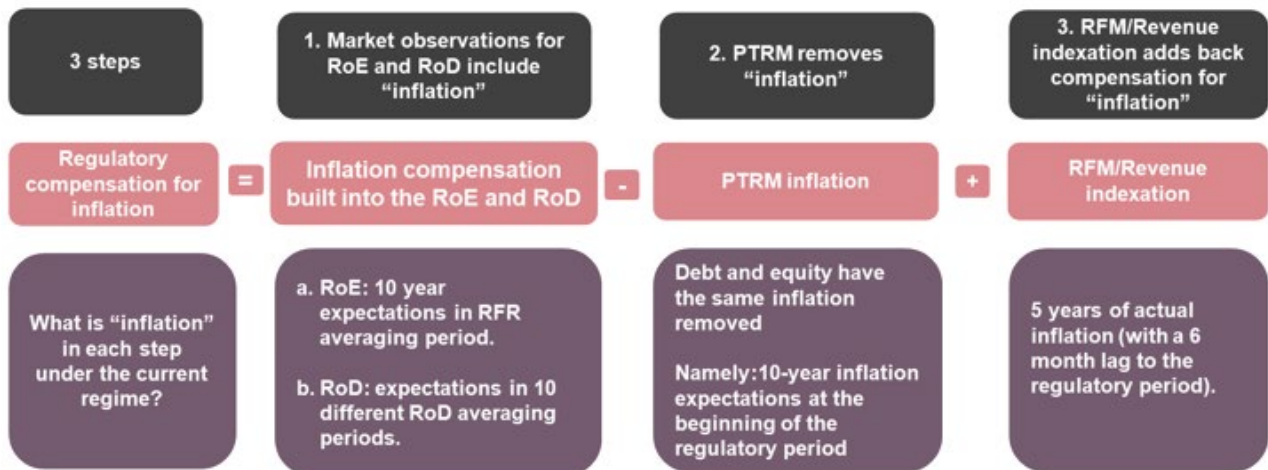 3 steps
1. Market observations for
RoE and RoD include
“inflation”
2. PTRM removes
“inflation”
3. RFM/Revenue
indexation adds back
compensation for
“inflation”
Regulatory
compensation for
inflation
=
Inflation compensation
built into the RoE and RoD
-
PTRM inflation
+
RFM/Revenue
indexation
What is “inflation”
in each step
under the current
regime?
a. RoE: 10 year
expectations in RFR
averaging period.
b. RoD: expectations in 10
different RoD averaging
periods.
Debt and equity have
the same inflation
removed
Namely:10-year inflation
expectations at the
beginning of the
regulatory period
5 years of actual
inflation (with a 6
month lag to the
regulatory period).